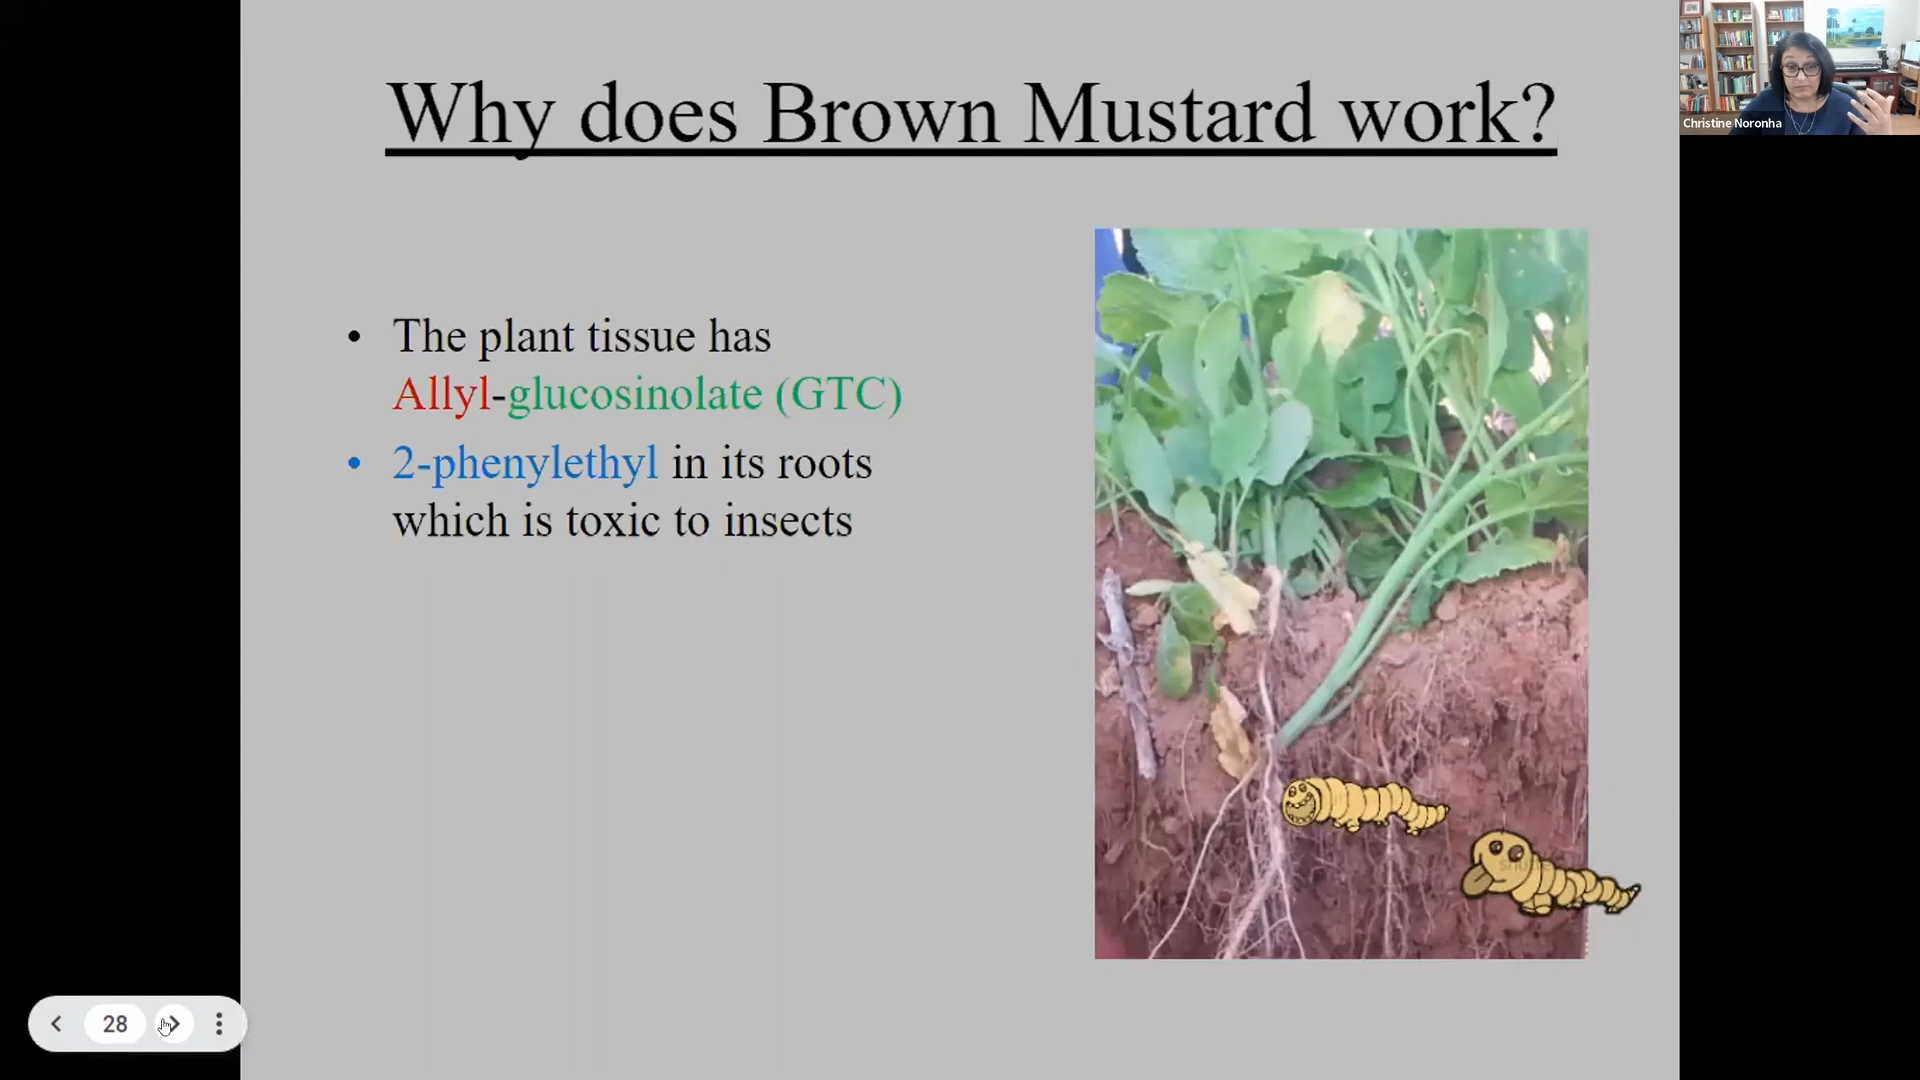 Why does Brown Mustard work?
Christine Noronha
• The plant tissue has
Allyl-glucosinolate (GTC)
• 2-phenylethyl in its roots
which is toxic to insects
28